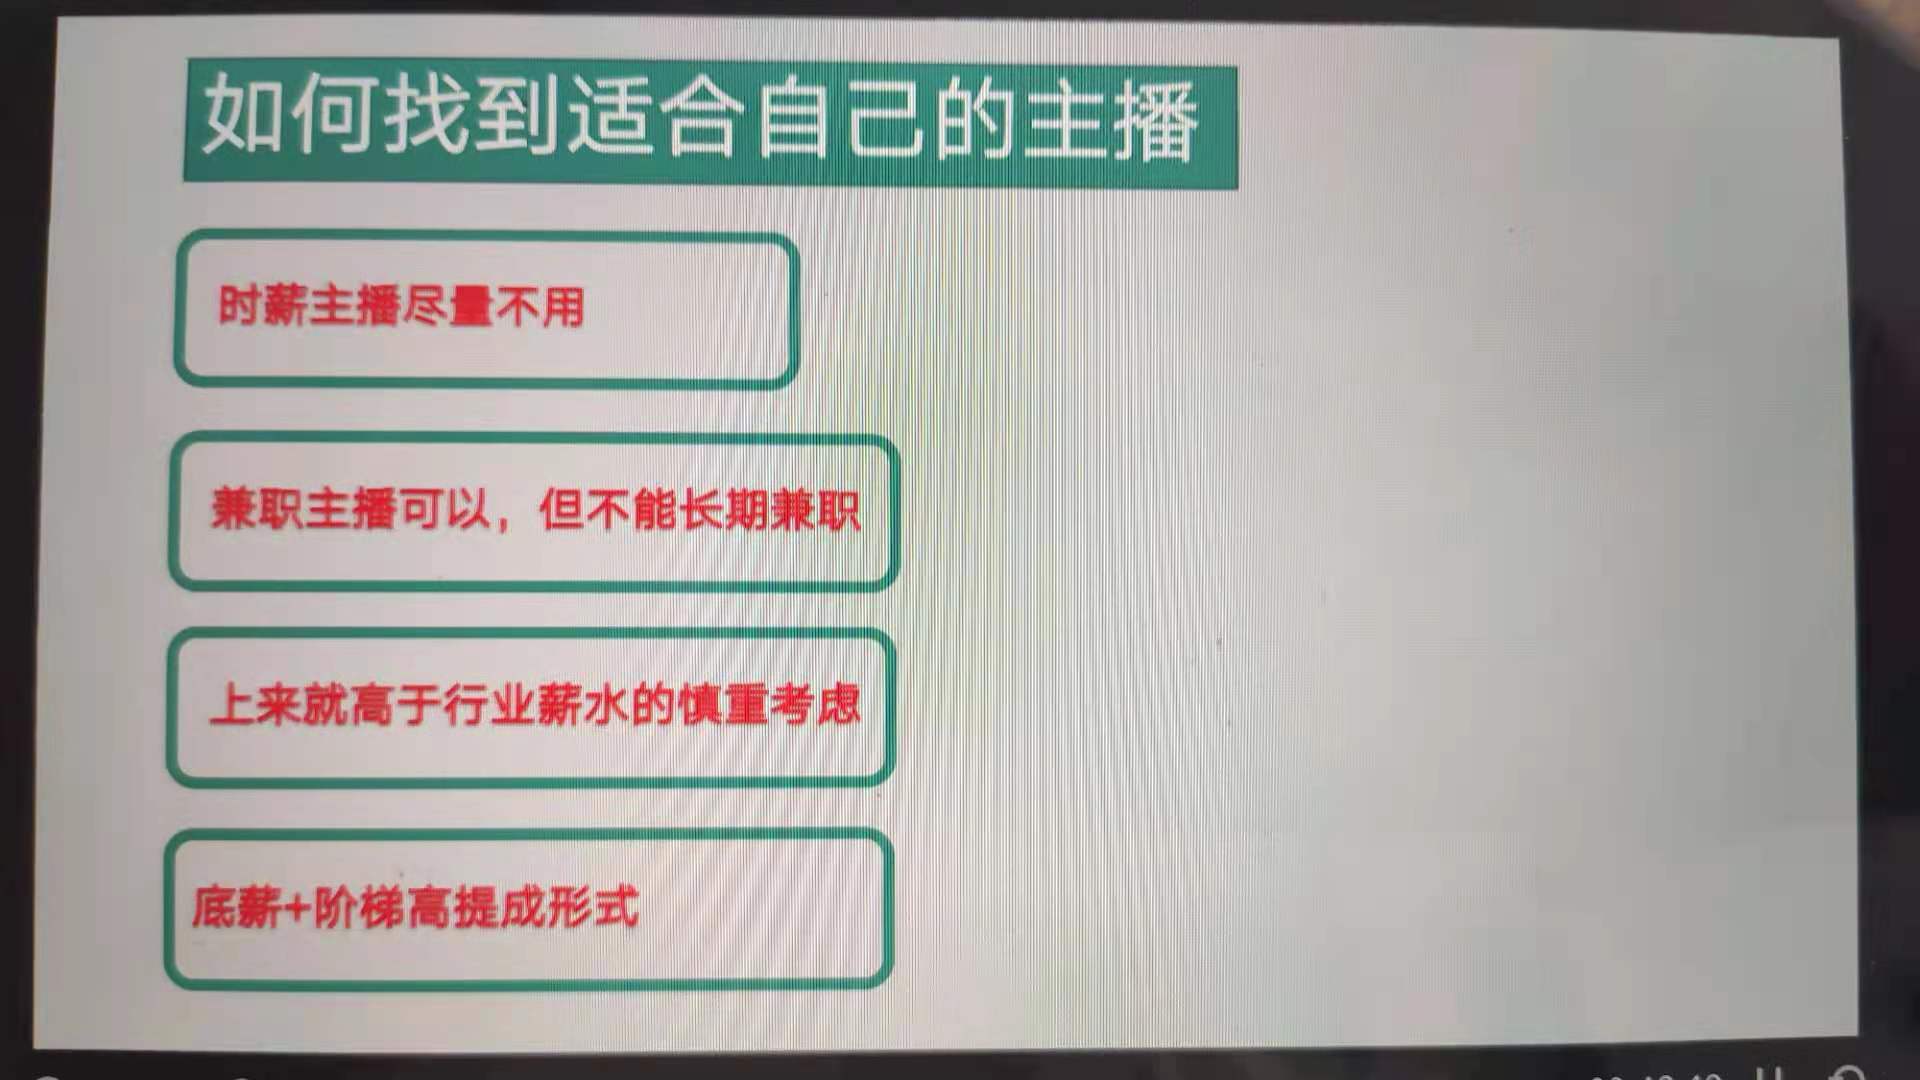 如何找到适合自己的主播
时薪主播尽量不用
兼职主播可以，但不能长期兼职
上来就高于行业薪水的慎重考虑
底薪+阶梯高提成形式